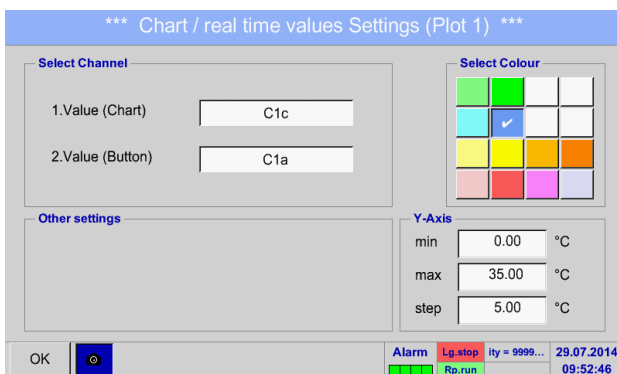 *** Chart / real time values Settings (Plot 1) ***
Select Channel
1.Value (Chart) C1c
2.Value (Button) C1a
Select Colour
Other settings
Y-Axis
min 0.00 °C
max 35.00 °C
step 5.00 °C
OK
Alarm
Lg.stop
Rp.run
ity = 9999...
29.07.2014
09:52:46